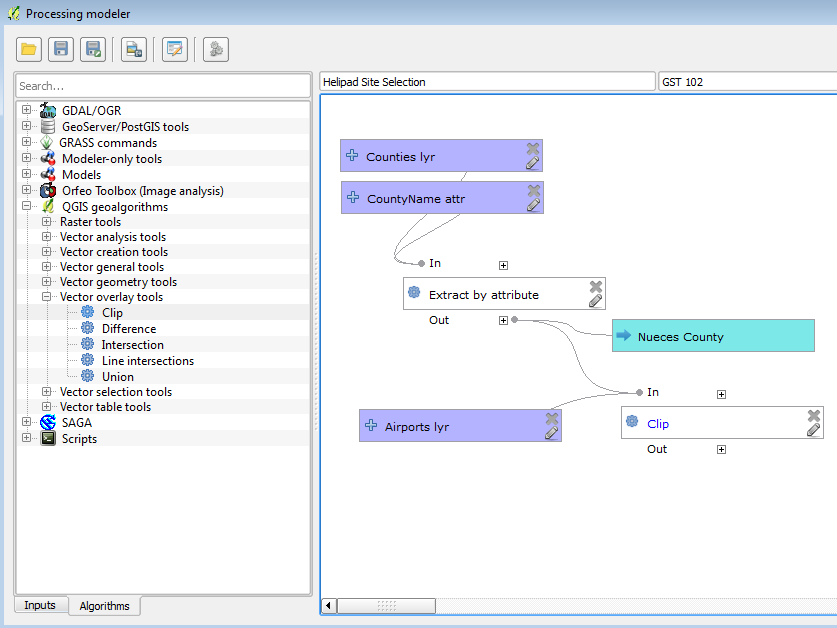 Processing modeler
Search...
Helipad Site Selection
GST 102
GDAL/OGR
GeoServer/PostGIS tools
GRASS commands
Modeler-only tools
Models
Orfeo Toolbox (Image analysis)
QGIS geoalgorithms
Raster tools
Vector analysis tools
Vector creation tools
Vector general tools
Vector geometry tools
Vector overlay tools
Clip
Difference
Intersection
Line intersections
Union
Vector selection tools
Vector table tools
SAGA
Scripts
Inputs
Algorithms
Counties lyr
CountyName attr
In
Extract by attribute
Out
Nueces County
In
Airports lyr
Clip
Out